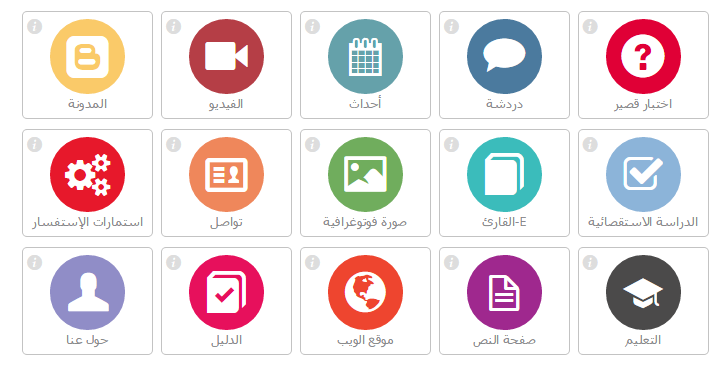 اختبار قصير
دردشة
أحداث
الفيديو
المدونة
الدراسة الاستقصائية
E-القارئ
صورة فوتوغرافية
تواصل
استمارات الإستفسار
التعليم
صفحة النص
موقع الويب
الدليل
حول عنا